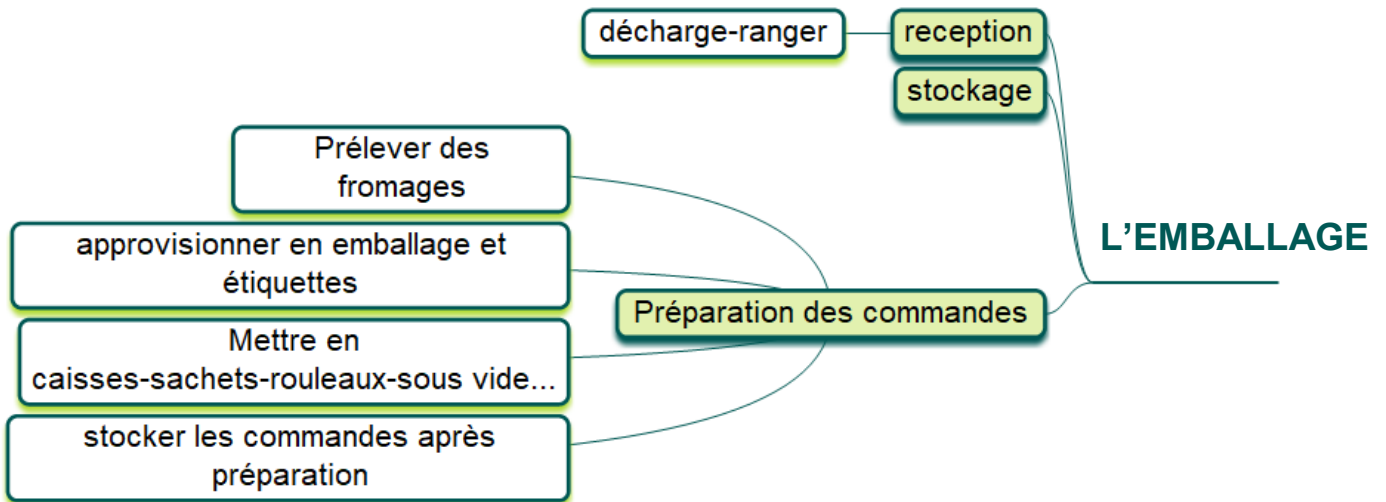 décharge-ranger
reception
stockage
Prélever des
fromages
approvisionner en emballage et
étiquettes
L'EMBALLAGE
Préparation des commandes
Mettre en
caisses-sachets-rouleaux-sous vide...
stocker les commandes après
préparation